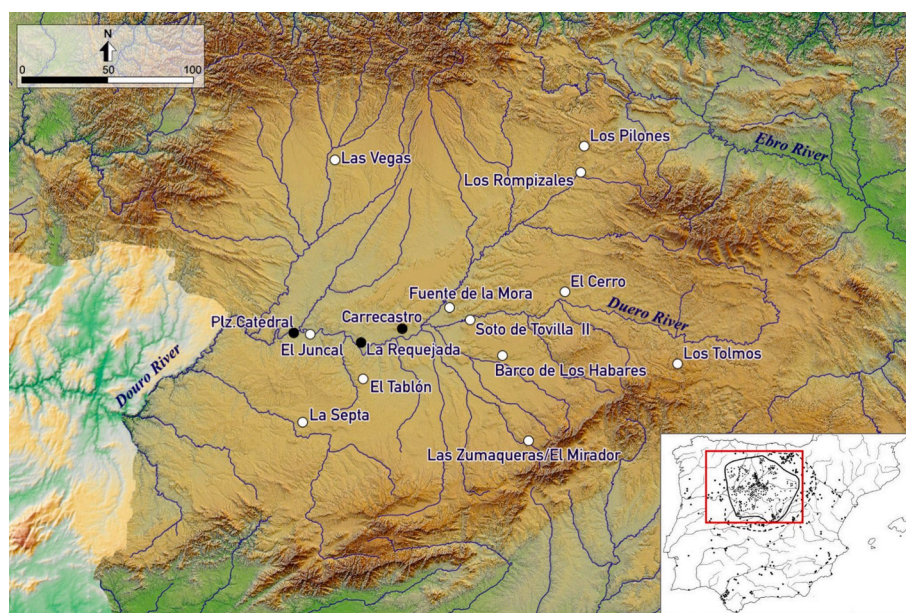 N
0 50 100
Los Pilones
Ebro River
Las Vegas
Los Rompizales
El Cerro
Fuente de la Mora
Duero River
Plz.Catedral
Carrecastro
Soto de Tovilla II
El Juncal
La Requejada
Los Tolmos
Barco de Los Habares
Douro River
El Tablón
La Septa
Las Zumaqueras/El Mirador